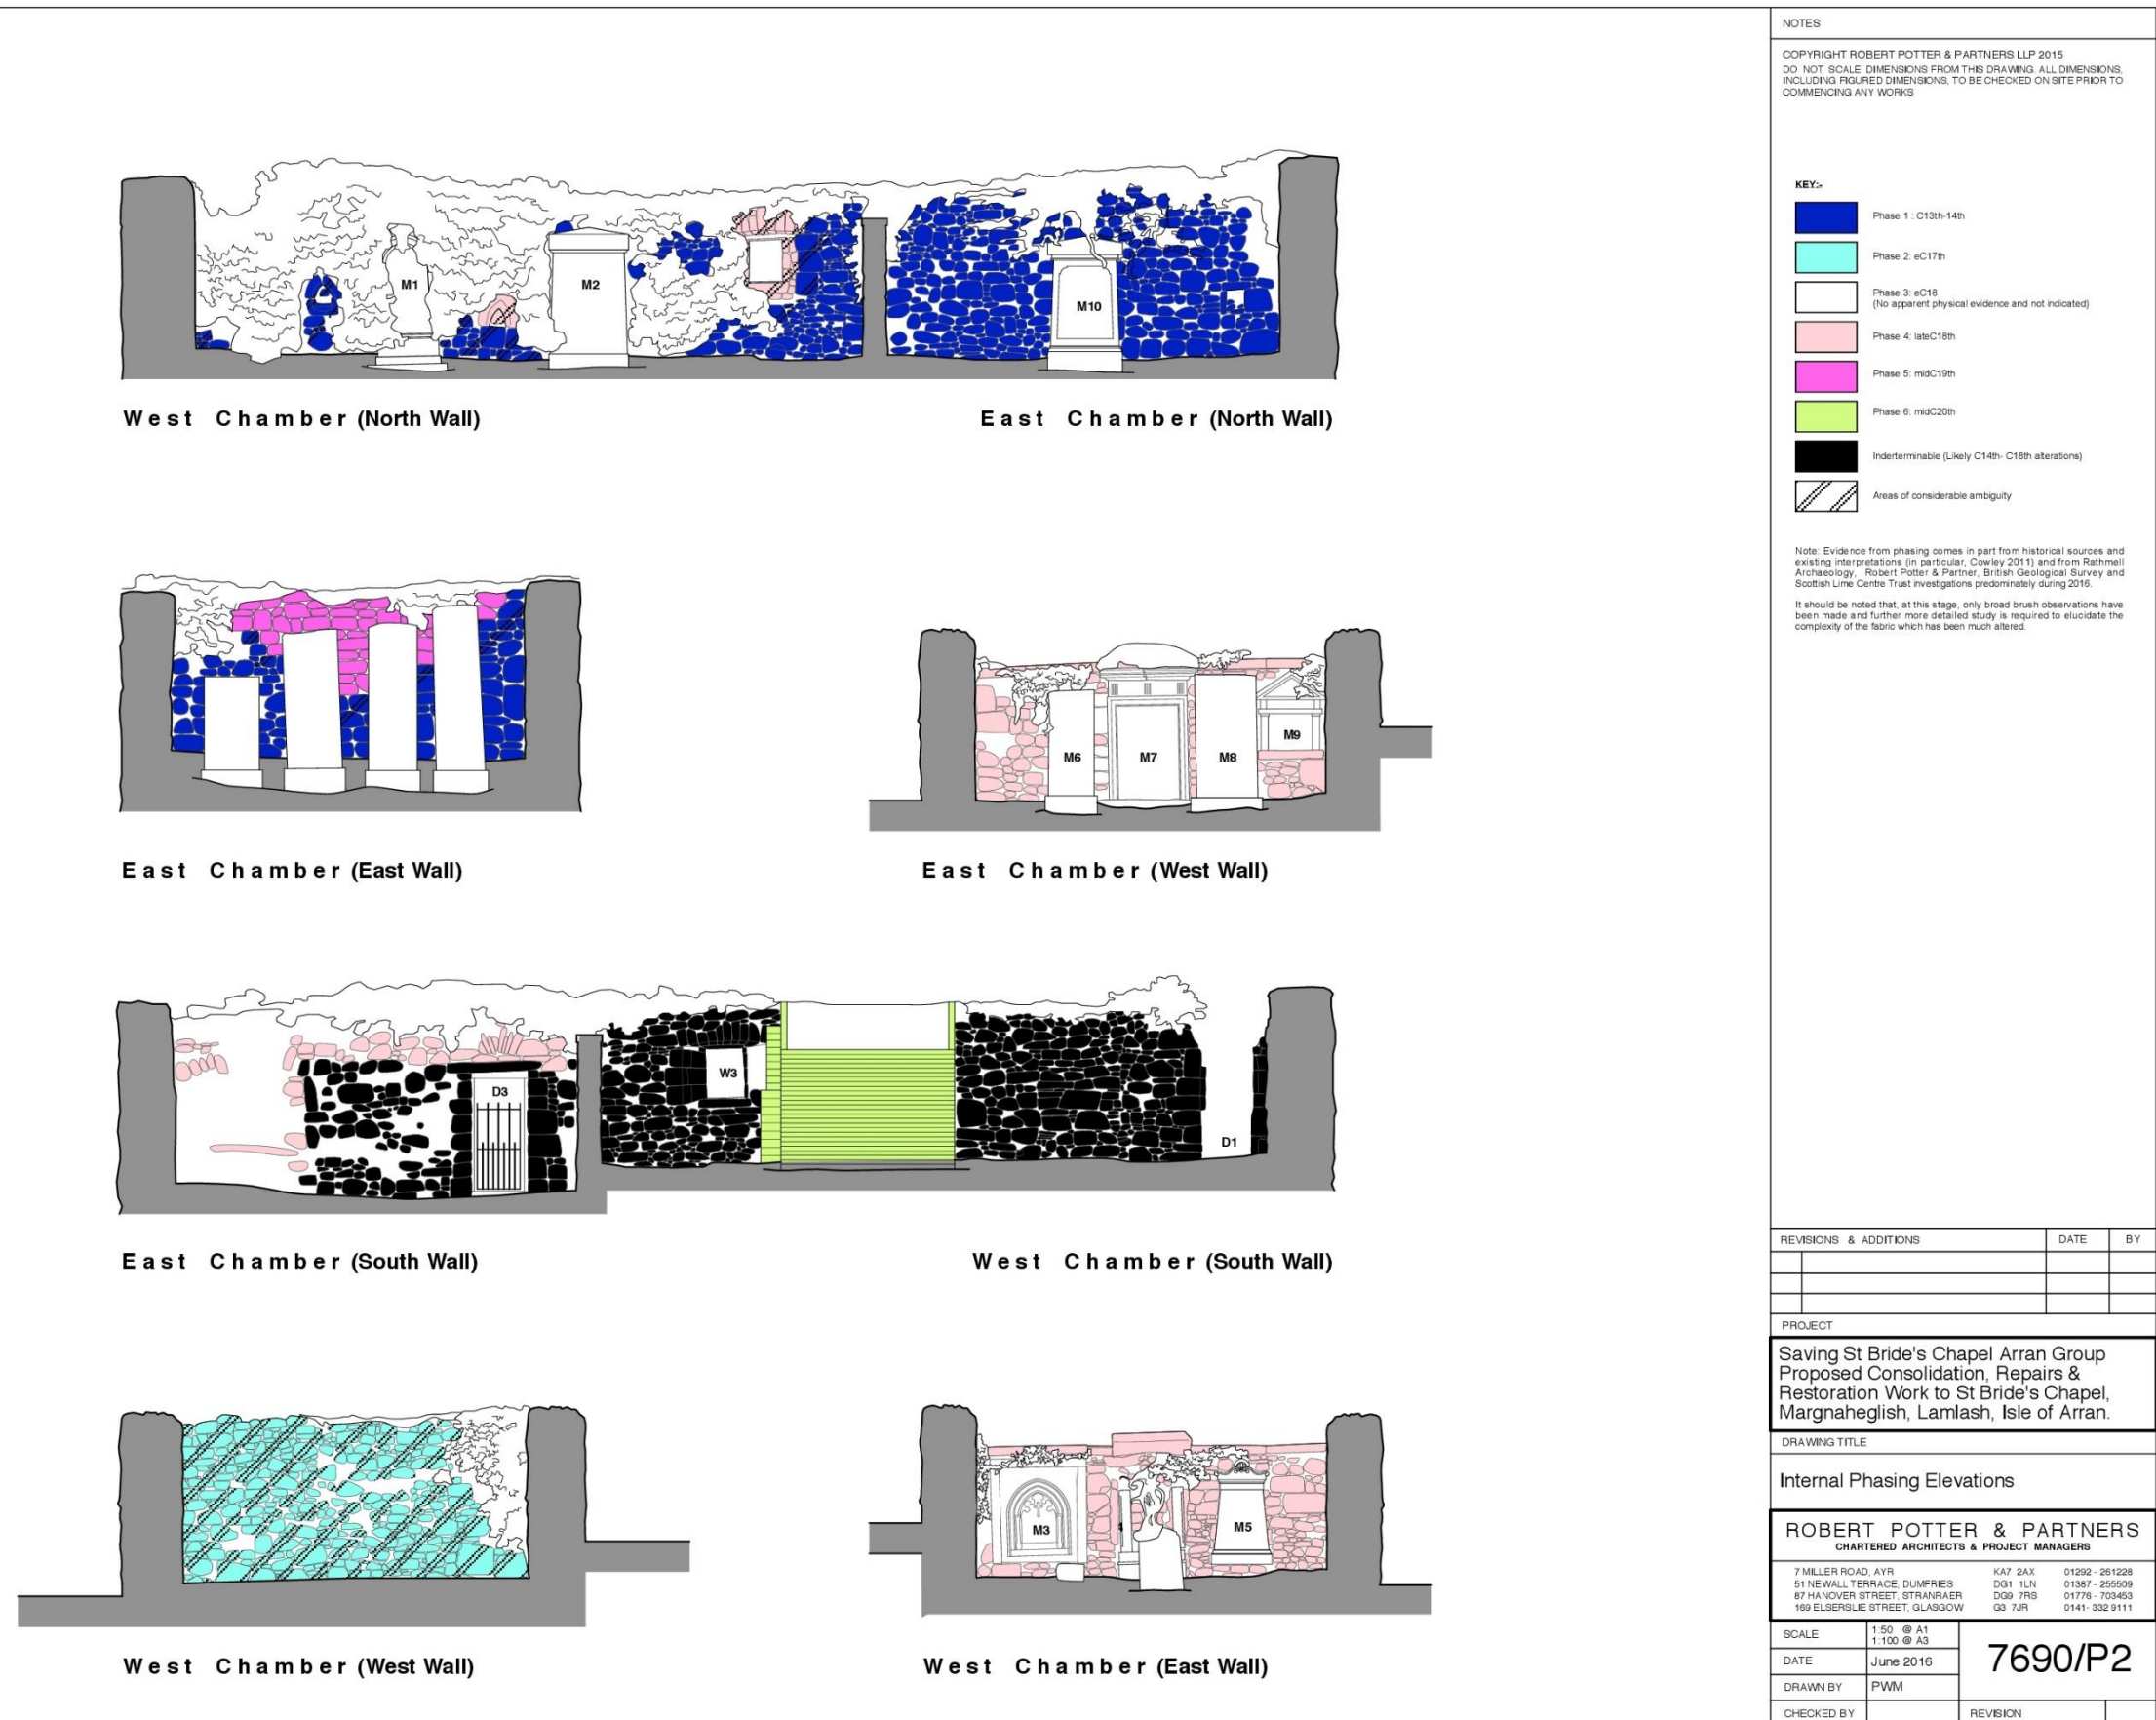 M1
M2
M10
West Chamber (North Wall)
East Chamber (North Wall)
East Chamber (East Wall)
M6
M7
M8
M9
East Chamber (West Wall)
D3
W3
D1
East Chamber (South Wall)
West Chamber (South Wall)
West Chamber (West Wall)
M3
4
M5
West Chamber (East Wall)
NOTES
COPYRIGHT ROBERT POTTER & PARTNERS LLP 2015
DO NOT SCALE DIMENSIONS FROM THIS DRAWING. ALL DIMENSIONS,
INCLUDING FIGURED DIMENSIONS, TO BE CHECKED ON SITE PRIOR TO
COMMENCING ANY WORKS
KEY:-
Phase 1 : C13th-14th
Phase 2: eC17th
Phase 3: eC18
(No apparent physical evidence and not indicated)
Phase 4: lateC18th
Phase 5: midC19th
Phase 6: midC20th
Inderterminable (Likely C14th- C18th alterations)
Areas of considerable ambiguity
Note: Evidence from phasing comes in part from historical sources and
existing interpretations (in particular, Cowley 2011) and from Rathmell
Archaeology, Robert Potter & Partner, British Geological Survey and
Scottish Lime Centre Trust investigations predominately during 2016.
It should be noted that, at this stage, only broad brush observations have
been made and further more detailed study is required to elucidate the
complexity of the fabric which has been much altered.
REVISIONS & ADDITIONS DATE BY
PROJECT
Saving St Bride's Chapel Arran Group
Proposed Consolidation, Repairs &
Restoration Work to St Bride's Chapel,
Margnaheglish, Lamlash, Isle of Arran.
DRAWING TITLE
Internal Phasing Elevations
ROBERT POTTER & PARTNERS
CHARTERED ARCHITECTS & PROJECT MANAGERS
7 MILLER ROAD, AYR KA7 2AX 01292 - 261228
51 NEWALL TERRACE, DUMFRIES DG1 1LN 01387 - 255509
87 HANOVER STREET, STRANRAER DG9 7RS 01776 - 703453
169 ELSERSLIE STREET, GLASGOW G3 7JR 0141- 332 9111
SCALE 1:50 @ A1
1:100 @ A3
DATE June 2016
7690/P2
DRAWN BY PWM
CHECKED BY REVISION